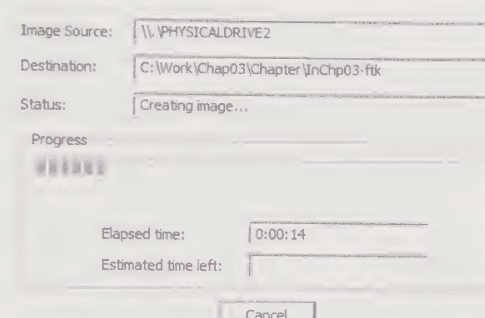 Image Source: \\. \PHYSICALDRIVE2
Destination: C:\Work\Chap03\Chapter\InChp03-ftk
Status: Creating image...
Progress
Elapsed time: 0:00:14
Estimated time left:
Cancel